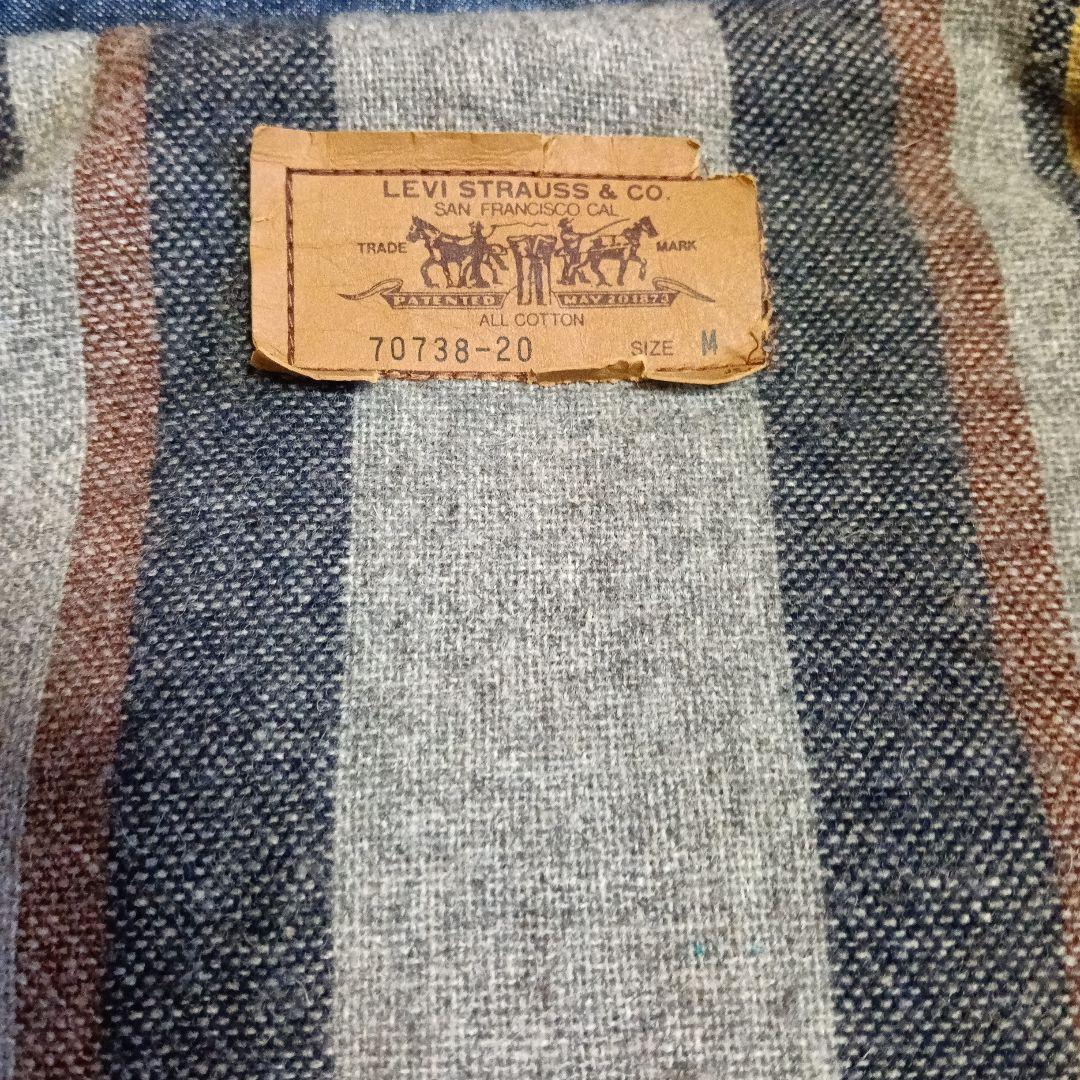 LEVI STRAUSS & CO.
SAN FRANCISCO CAL
TRADE MARK
PATENTED MAY 20 1873
ALL COTTON
70738-20 SIZE M